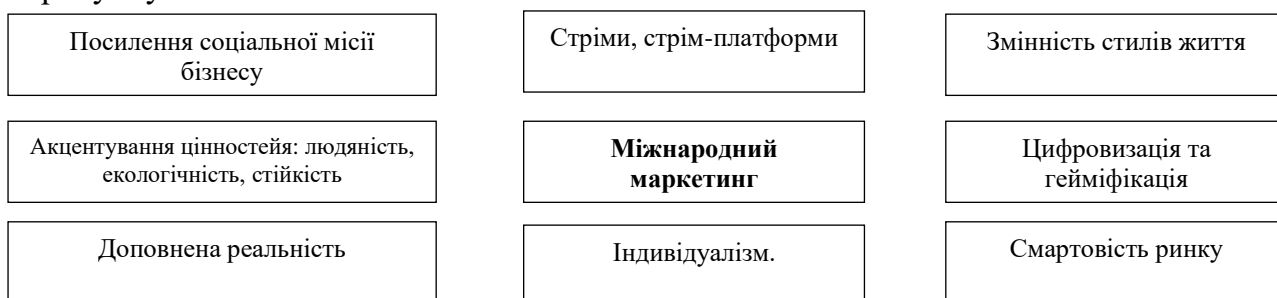 Посилення соціальної місії
бізнесу
Стріми, стрім-платформи
Змінність стилів життя
Акцентування цінностейя: людяність,
екологічність, стійкість
Міжнародний
маркетинг
Цифровизація та
гейміфікація
Доповнена реальність
Індивідуалізм.
Смартовість ринку